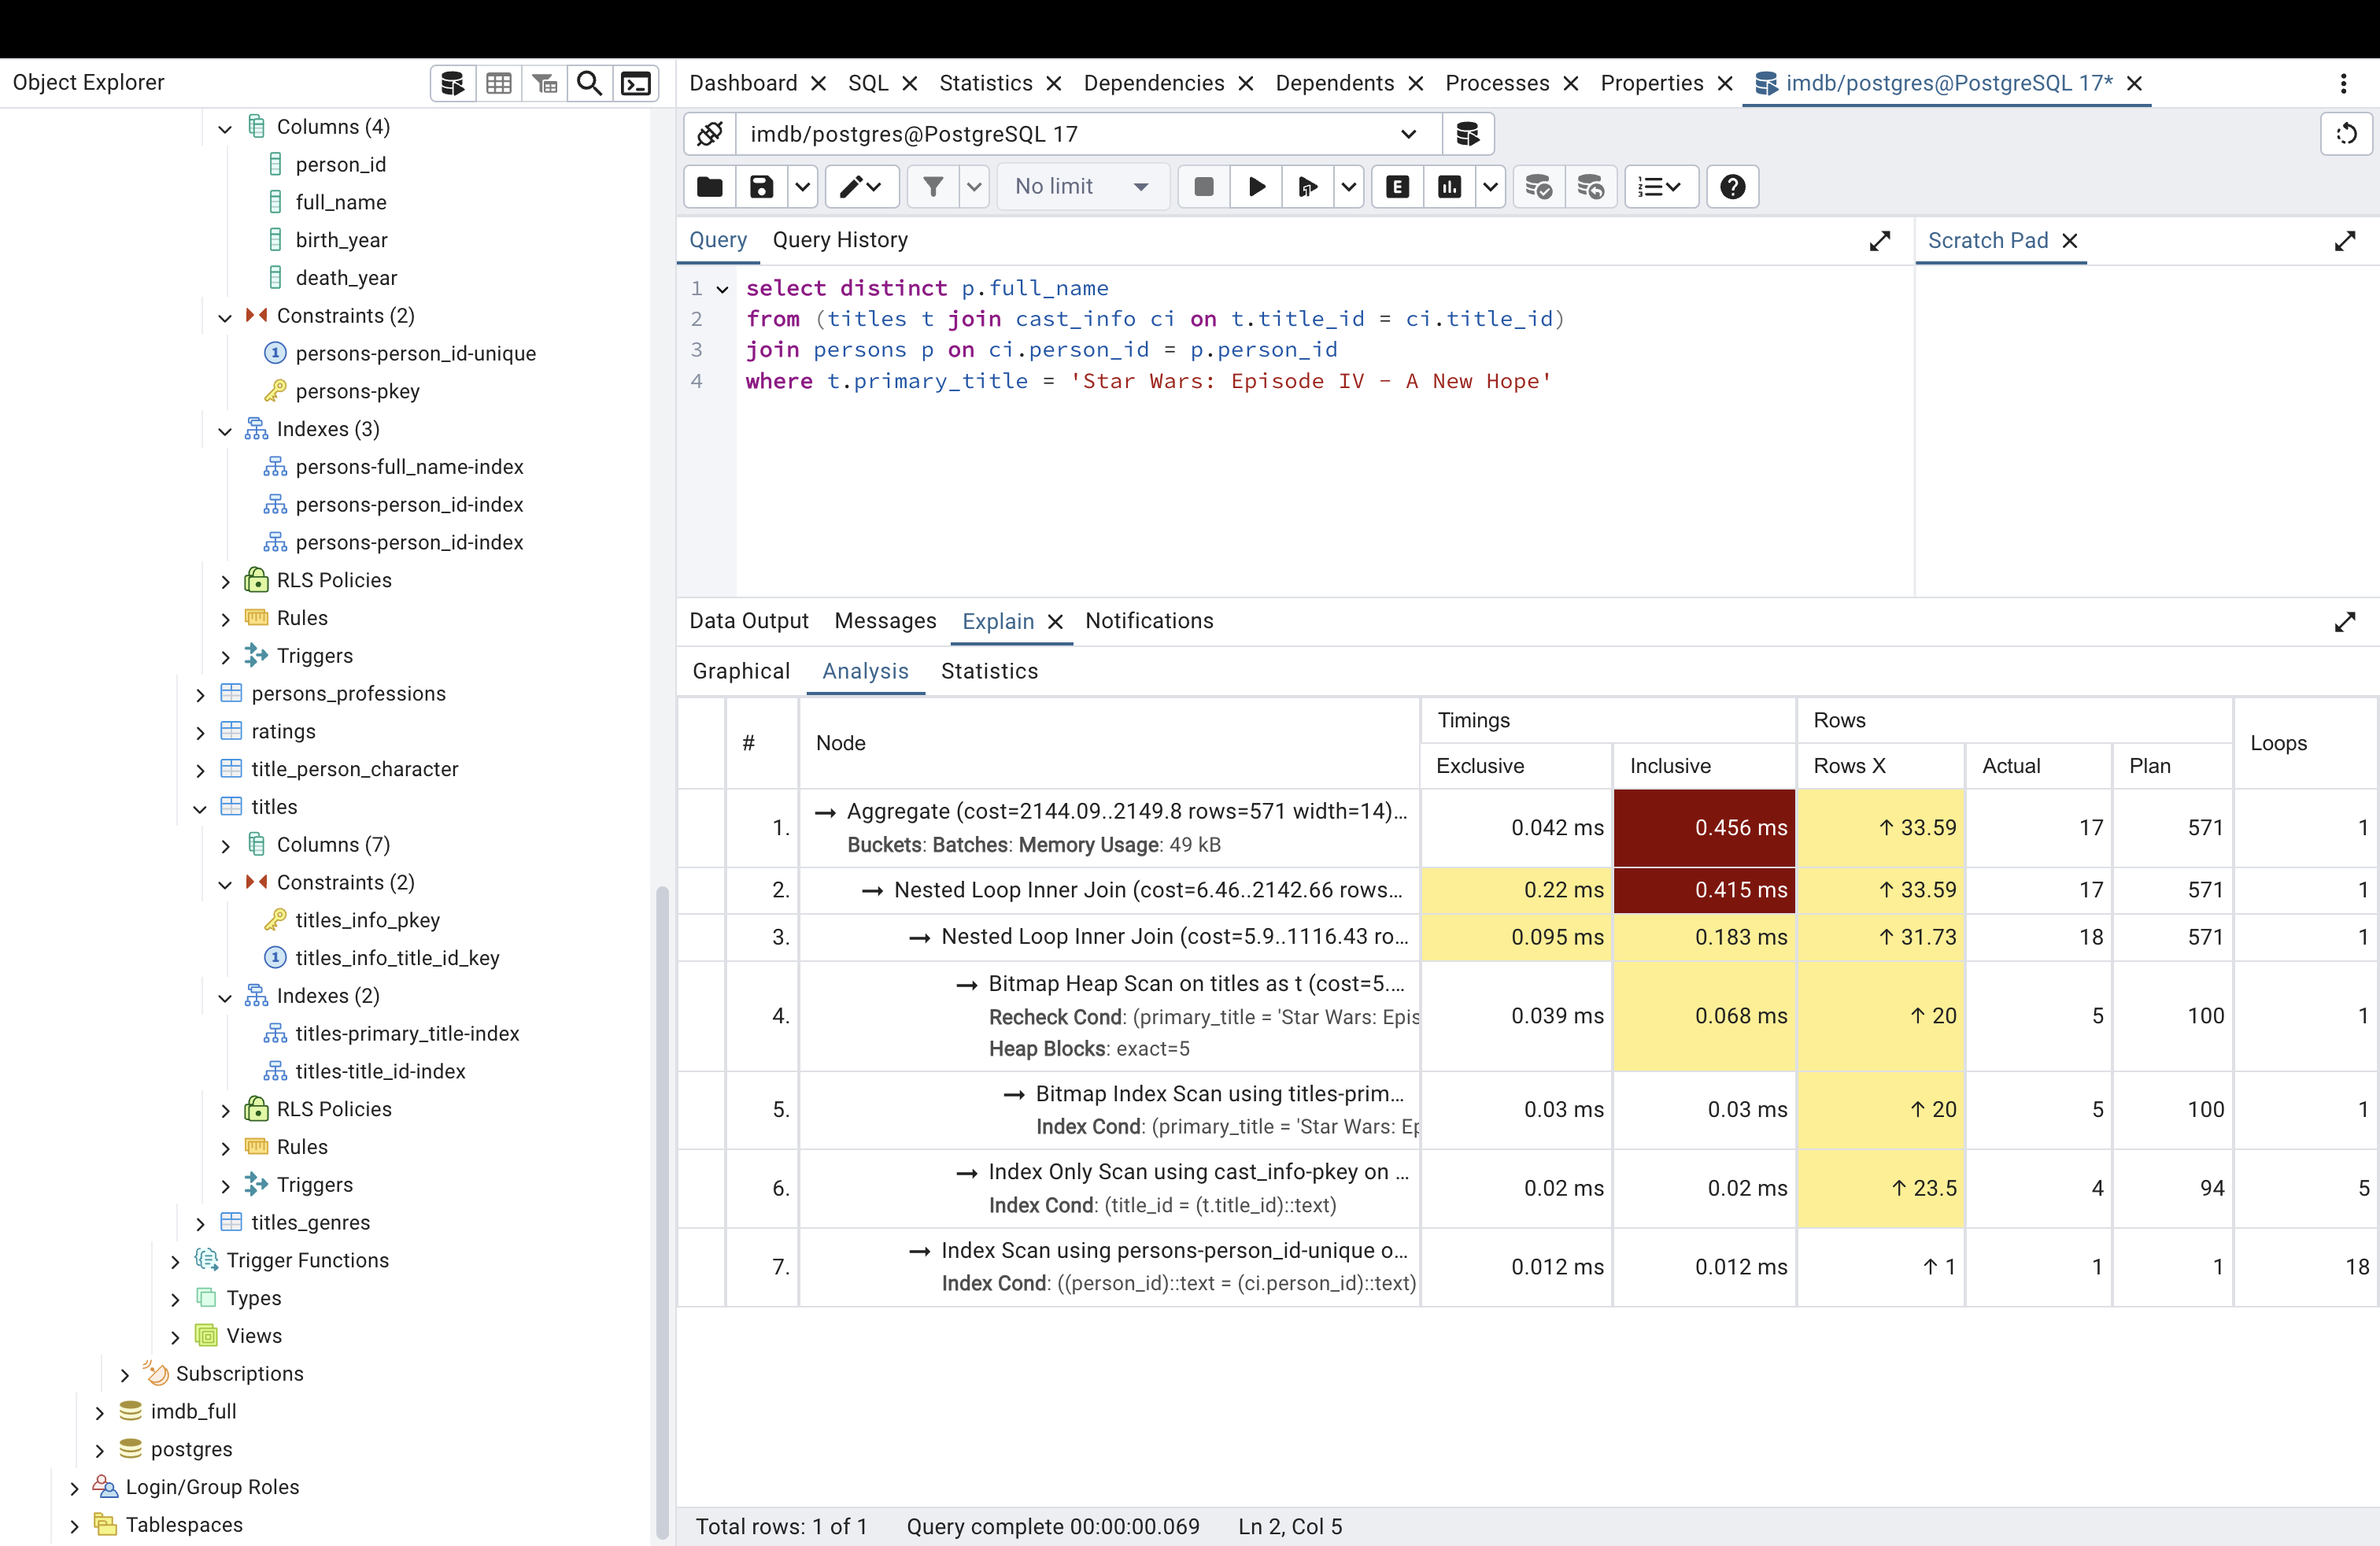 Object Explorer
Columns (4)
person_id
full_name
birth_year
death_year
Constraints (2)
persons-person_id-unique
persons-pkey
Indexes (3)
persons-full_name-index
persons-person_id-index
persons-person_id-index
RLS Policies
Rules
Triggers
persons_professions
ratings
title_person_character
titles
Columns (7)
Constraints (2)
titles_info_pkey
titles_info_title_id_key
Indexes (2)
titles-primary_title-index
titles-title_id-index
RLS Policies
Rules
Triggers
titles_genres
Trigger Functions
Types
Views
Subscriptions
imdb_full
postgres
Login/Group Roles
Tablespaces
Dashboard SQL Statistics Dependencies Dependents Processes Properties imdb/postgres@PostgreSQL 17*
imdb/postgres@PostgreSQL 17
No limit
Query Query History
Scratch Pad
1 select distinct p.full_name
2 from (titles t join cast_info ci on t.title_id = ci.title_id)
3 join persons p on ci.person_id = p.person_id
4 where t.primary_title = 'Star Wars: Episode IV - A New Hope'
Data Output Messages Explain Notifications
Graphical Analysis Statistics
# Node Timings Rows Loops
Exclusive Inclusive Rows X Actual Plan
1. → Aggregate (cost=2144.09..2149.8 rows=571 width=14)... 0.042 ms 0.456 ms ↑ 33.59 17 571 1
Buckets: Batches: Memory Usage: 49 kB
2. → Nested Loop Inner Join (cost=6.46..2142.66 rows... 0.22 ms 0.415 ms ↑ 33.59 17 571 1
3. → Nested Loop Inner Join (cost=5.9..1116.43 ro... 0.095 ms 0.183 ms ↑ 31.73 18 571 1
4. → Bitmap Heap Scan on titles as t (cost=5.... 0.039 ms 0.068 ms ↑ 20 5 100 1
Recheck Cond: (primary_title = 'Star Wars: Epis
Heap Blocks: exact=5
5. → Bitmap Index Scan using titles-prim... 0.03 ms 0.03 ms ↑ 20 5 100 1
Index Cond: (primary_title = 'Star Wars: Ep
6. → Index Only Scan using cast_info-pkey on ... 0.02 ms 0.02 ms ↑ 23.5 4 94 5
Index Cond: (title_id = (t.title_id)::text)
7. → Index Scan using persons-person_id-unique o... 0.012 ms 0.012 ms ↑ 1 1 1 18
Index Cond: ((person_id)::text = (ci.person_id)::text)
Total rows: 1 of 1 Query complete 00:00:00.069 Ln 2, Col 5